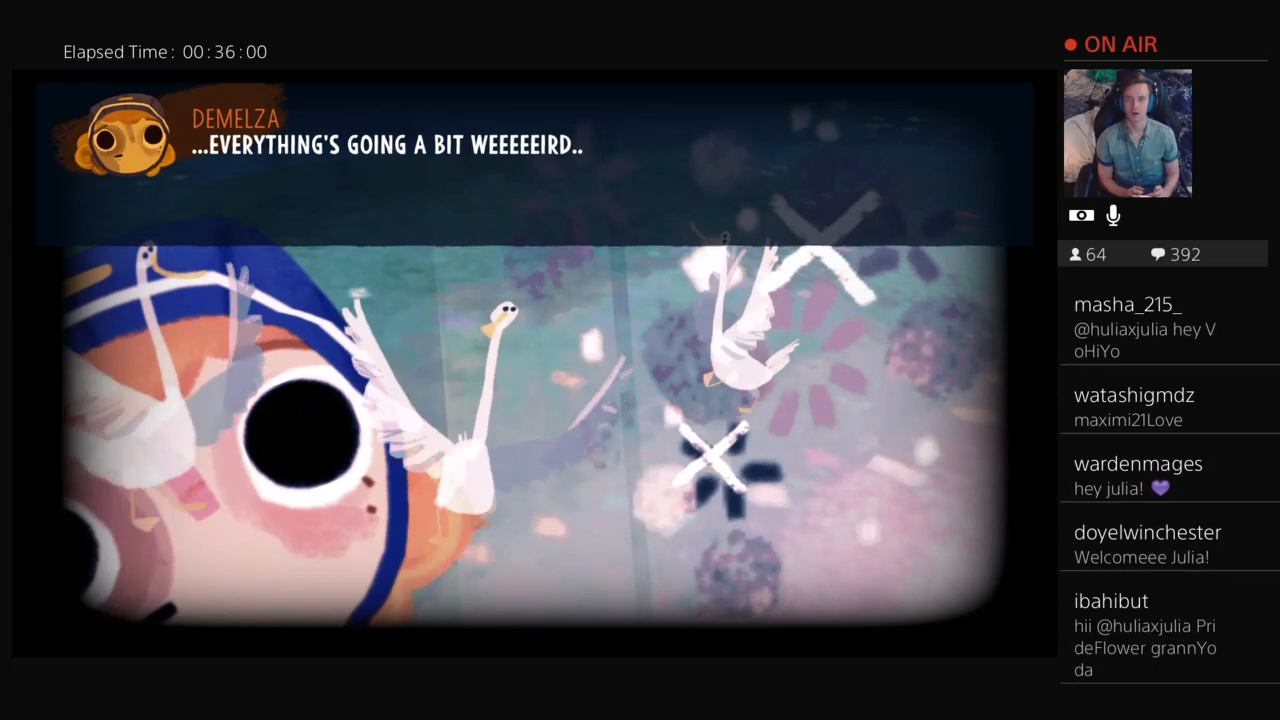 Elapsed Time: 00:36:00
ON AIR
DEMELZA
...EVERYTHING'S GOING A BIT WEEEEEIRD..
64 392
masha_215_
@huliaxjulia hey V
oHiYo
watashigmdz
maximi21Love
wardenmages
hey julia! 💜
doyelwinchester
Welcomeee Julia!
ibahibut
hii @huliaxjulia Pri
deFlower grannYo
da